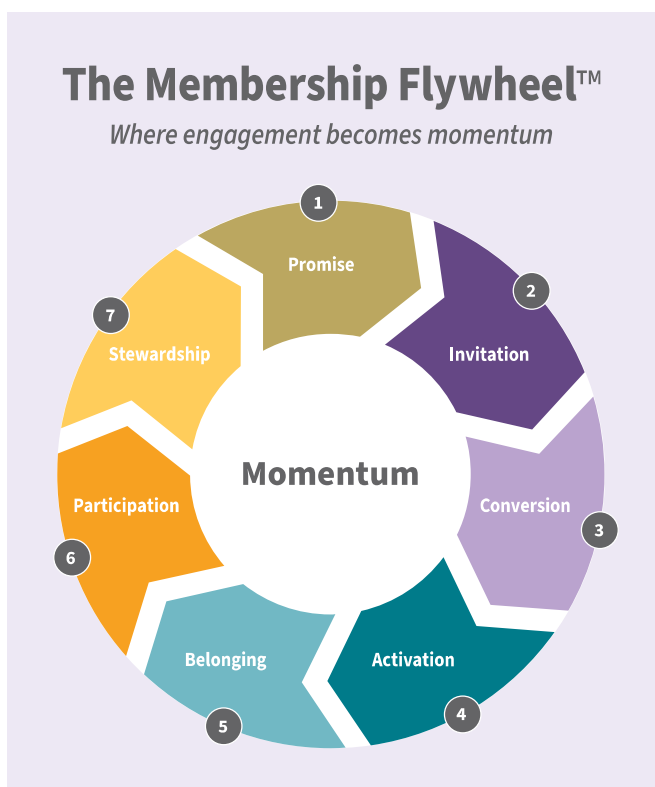 The Membership Flywheel™
Where engagement becomes momentum
1
Promise
2
Invitation
3
Conversion
4
Activation
5
Belonging
6
Participation
7
Stewardship
Momentum